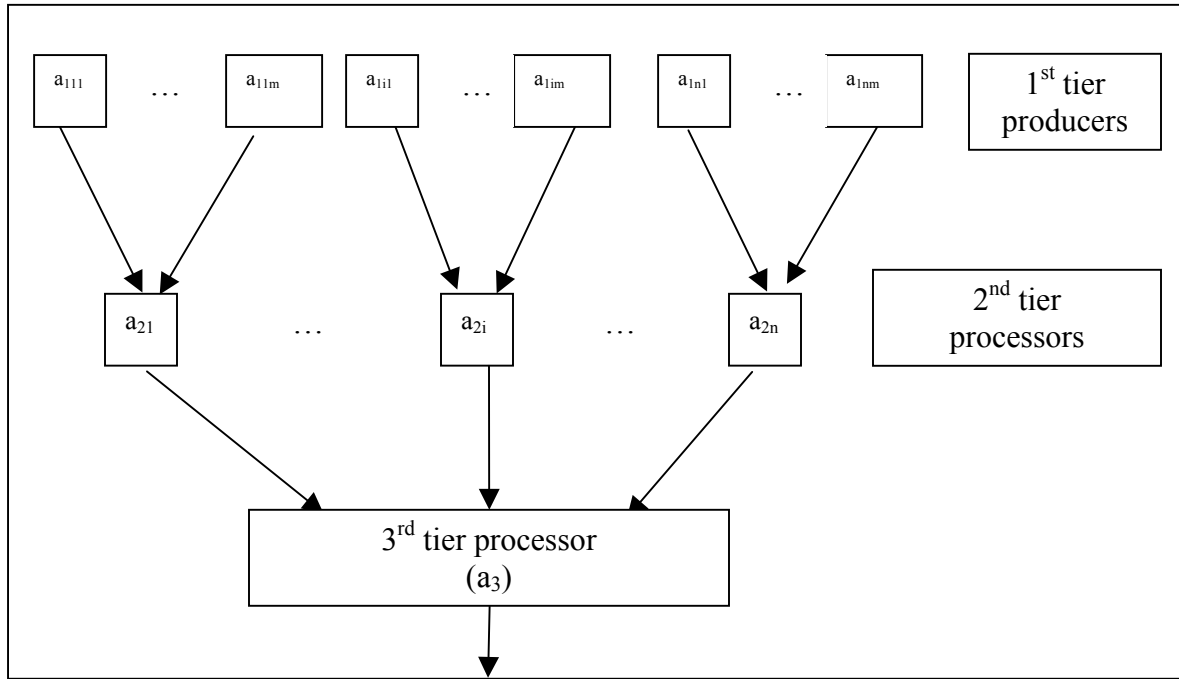 a₁₁₁ … a₁₁ₘ a₁ᵢ₁ … a₁ᵢₘ a₁ₙ₁ … a₁ₙₘ
1ˢᵗ tier
producers
a₂₁ … a₂ᵢ … a₂ₙ
2ⁿᵈ tier
processors
3ʳᵈ tier processor
(a₃)